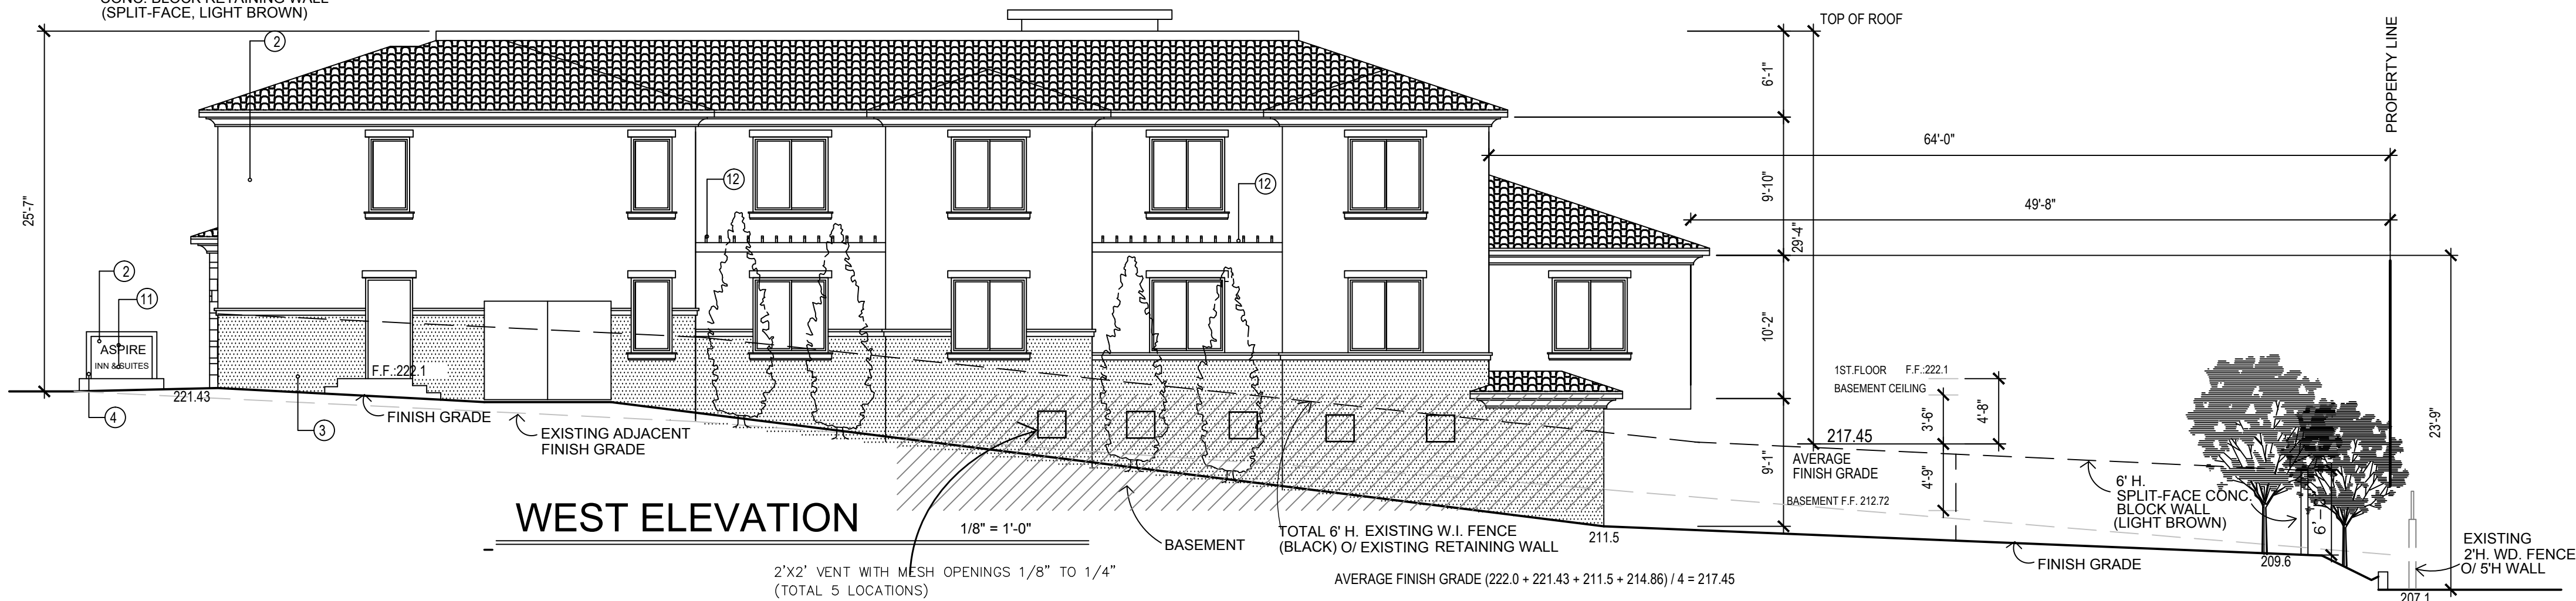 CONC. BLOCK RETAINING WALL
(SPLIT-FACE, LIGHT BROWN)
2
TOP OF ROOF
PROPERTY LINE
25'-7"
6'-1"
64'-0"
12
12
9'-10"
49'-8"
29'-4"
2
11
ASPIRE
INN & SUITES
10'-2"
23'-9"
F.F.:222.1
1ST.FLOOR F.F.:222.1
BASEMENT CEILING
3'-6"
4'-8"
221.43
4
FINISH GRADE
3
EXISTING ADJACENT
FINISH GRADE
217.45
AVERAGE
FINISH GRADE
9'-1"
4'-9"
BASEMENT F.F. 212.72
6' H.
SPLIT-FACE CONC.
BLOCK WALL
(LIGHT BROWN)
WEST ELEVATION
1/8" = 1'-0"
BASEMENT
TOTAL 6' H. EXISTING W.I. FENCE
(BLACK) O/ EXISTING RETAINING WALL
211.5
FINISH GRADE
209.6
EXISTING
2'H. WD. FENCE
O/ 5'H WALL
2'X2' VENT WITH MESH OPENINGS 1/8" TO 1/4"
(TOTAL 5 LOCATIONS)
AVERAGE FINISH GRADE (222.0 + 221.43 + 211.5 + 214.86) / 4 = 217.45
207.1